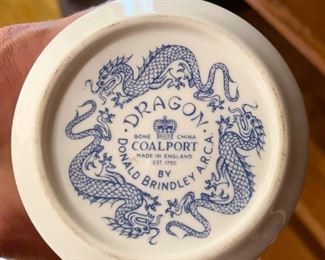 DRAGON
BONE CHINA
COALPORT
MADE IN ENGLAND
EST. 1750
BY
DONALD BRINDLEY A.R.C.A.